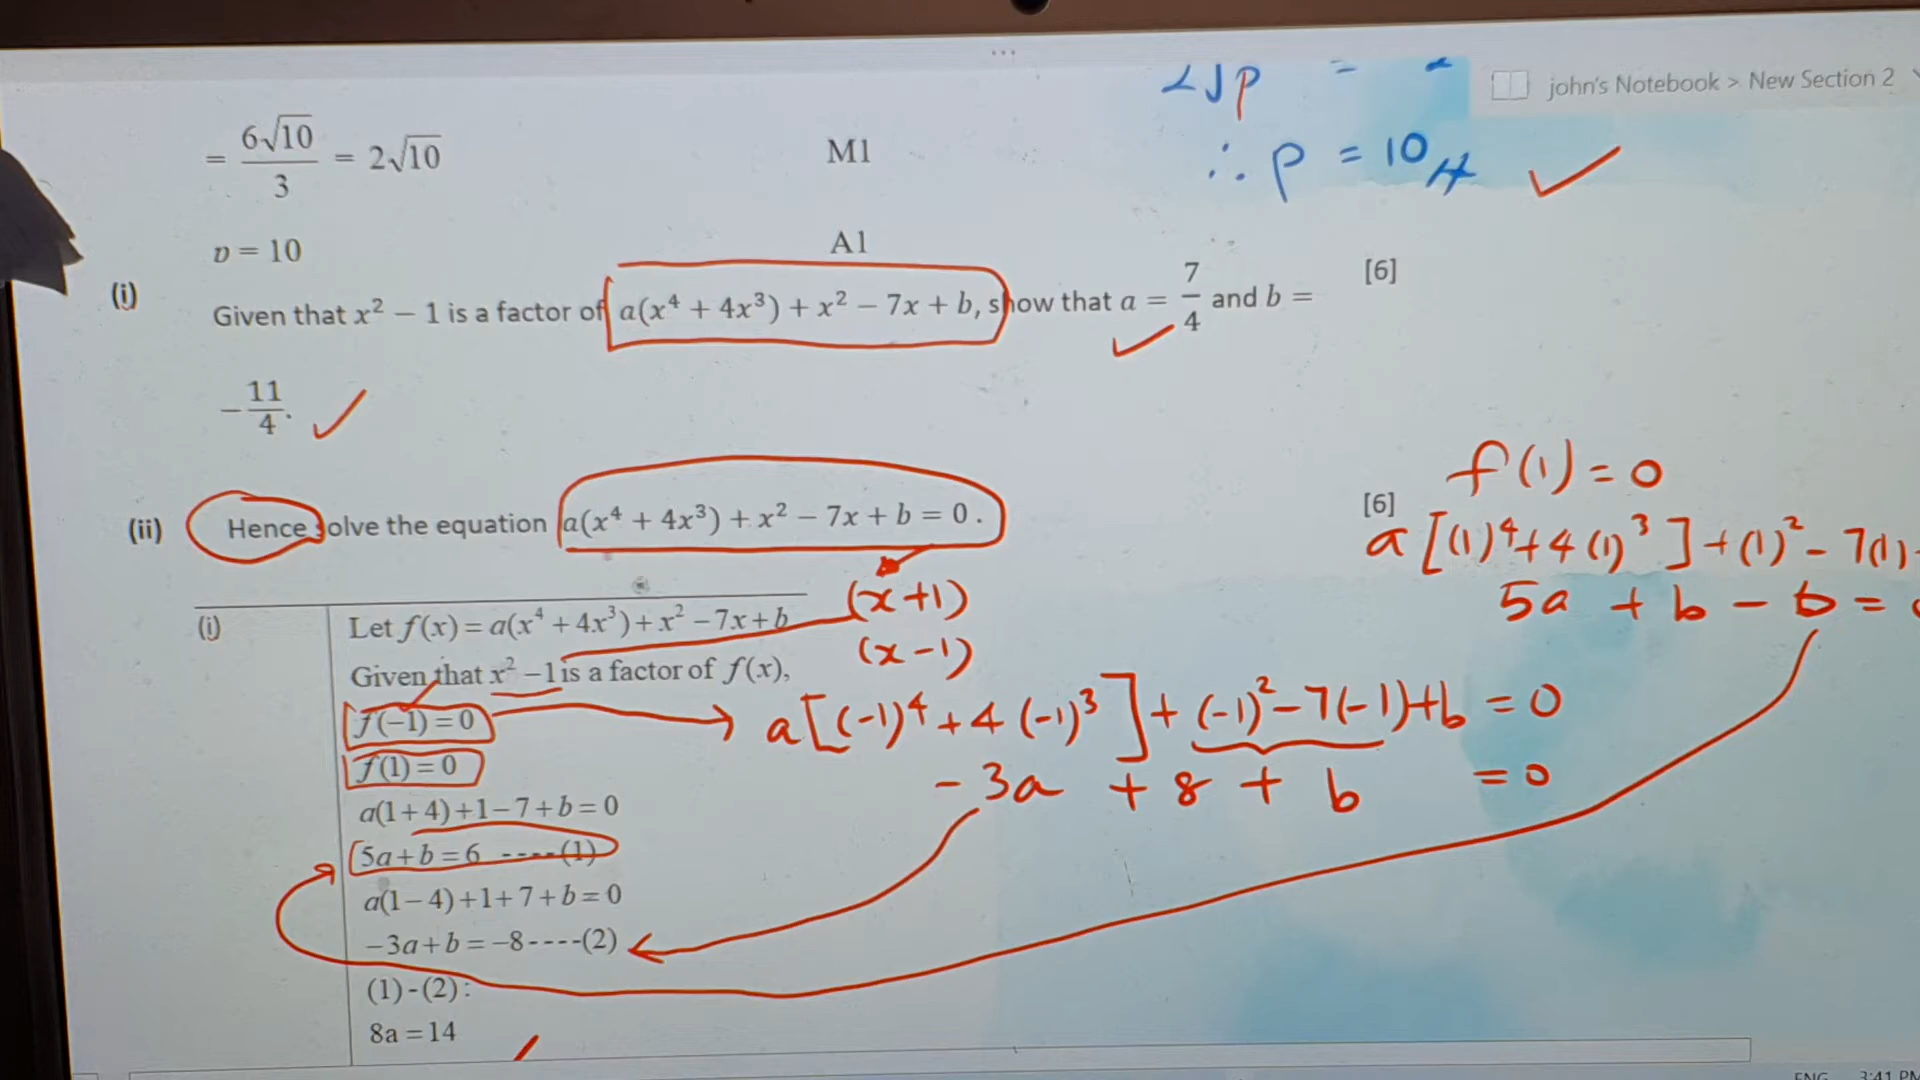 john's Notebook > New Section 2
= 6√10/3 = 2√10 M1
∴ p = 10
p = 10 A1
(i) Given that x² − 1 is a factor of a(x⁴ + 4x³) + x² − 7x + b, show that a = 7/4 and b = [6]
−11/4.
(ii) Hence solve the equation a(x⁴ + 4x³) + x² − 7x + b = 0. [6]
f(1) = 0
a[(1)⁴+4(1)³]+(1)²−7(1)
5a + b − 6 =
(i) Let f(x) = a(x⁴ + 4x³) + x² − 7x + b
(x+1)
(x−1)
Given that x² −1 is a factor of f(x),
f(−1) = 0
a[(-1)⁴+4(-1)³]+(-1)²−7(-1)+b = 0
f(1) = 0
−3a + 8 + b = 0
a(1+4)+1−7+b = 0
5a+b = 6 ----(1)
a(1−4)+1+7+b = 0
−3a+b = −8----(2)
(1)-(2):
8a = 14
ENG 3:41 PM